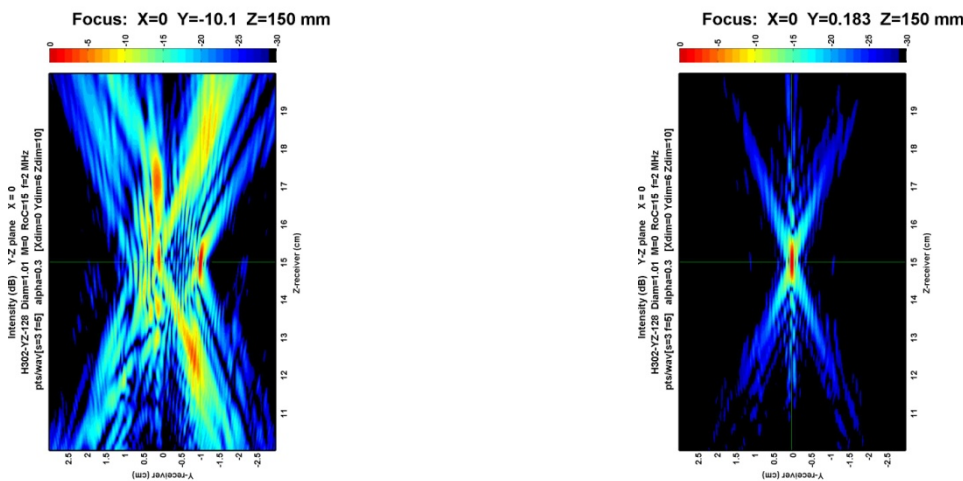 Focus: X=0 Y=-10.1 Z=150 mm
0 -5 -10 -15 -20 -25 -30
Intensity (dB) Y-Z plane X = 0
H302-YZ-128 Diam=1.01 M=0 RoC=15 f=2 MHz
pts/wav[s=3 f=5] alpha=0.3 [Xdim=0 Ydim=6 Zdim=10]
11 12 13 14 15 16 17 18 19
Z-receiver (cm)
2.5 2 1.5 1 0.5 0 -0.5 -1 -1.5 -2 -2.5
Y-receiver (cm)
Focus: X=0 Y=0.183 Z=150 mm
0 -5 -10 -15 -20 -25 -30
Intensity (dB) Y-Z plane X = 0
H302-YZ-128 Diam=1.01 M=0 RoC=15 f=2 MHz
pts/wav[s=3 f=5] alpha=0.3 [Xdim=0 Ydim=6 Zdim=10]
11 12 13 14 15 16 17 18 19
Z-receiver (cm)
2.5 2 1.5 1 0.5 0 -0.5 -1 -1.5 -2 -2.5
Y-receiver (cm)